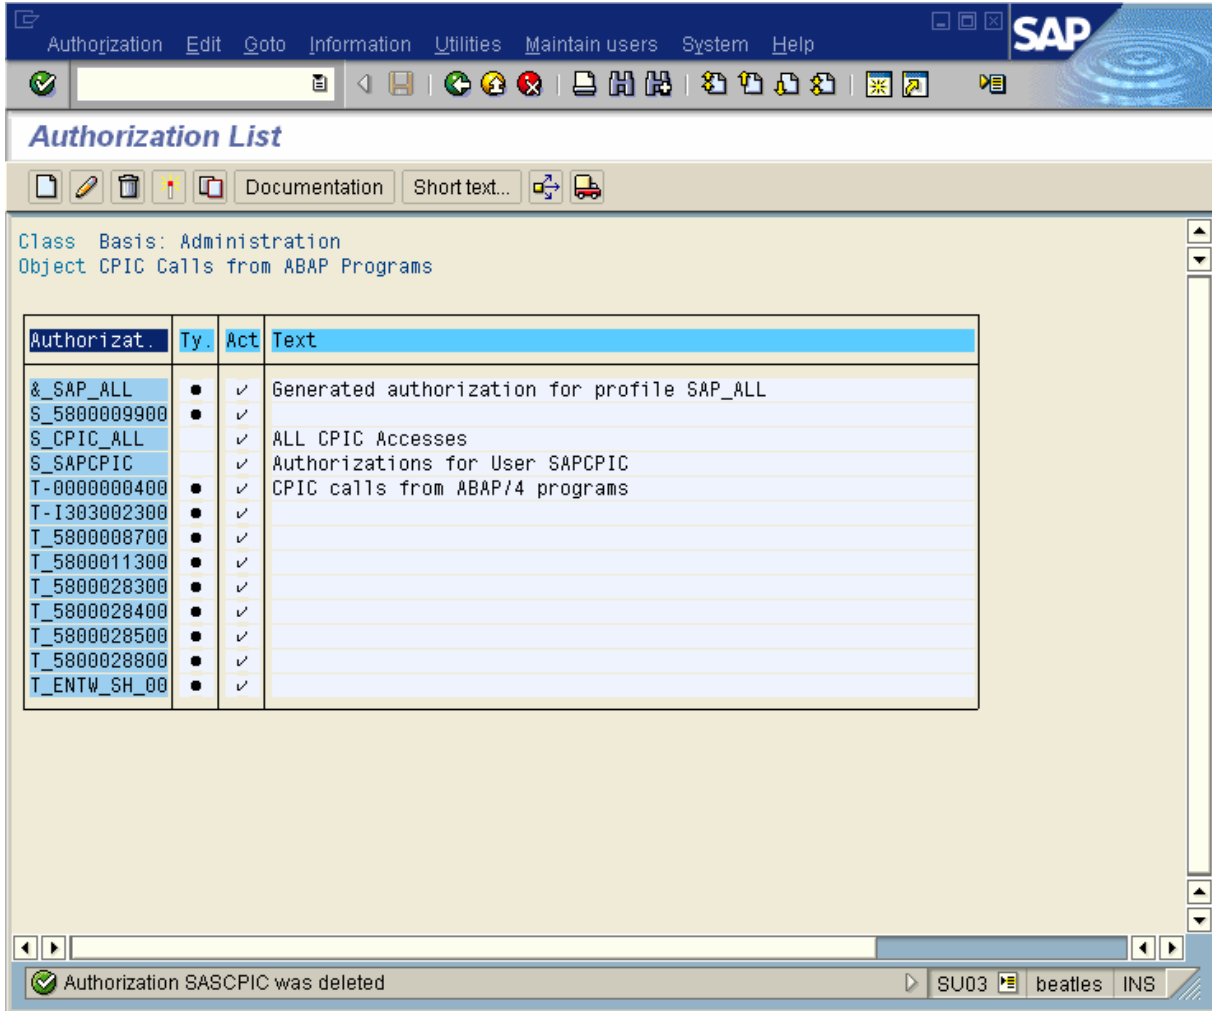 Authorization Edit Goto Information Utilities Maintain users System Help
SAP
Authorization List
Documentation Short text...
Class Basis: Administration
Object CPIC Calls from ABAP Programs
Authorizat. Ty. Act Text
&_SAP_ALL Generated authorization for profile SAP_ALL
S_5800009900
S_CPIC_ALL ALL CPIC Accesses
S_SAPCPIC Authorizations for User SAPCPIC
T-0000000400 CPIC calls from ABAP/4 programs
T-I303002300
T_5800008700
T_5800011300
T_5800028300
T_5800028400
T_5800028500
T_5800028800
T_ENTW_SH_00
Authorization SASCPIC was deleted SU03 beatles INS